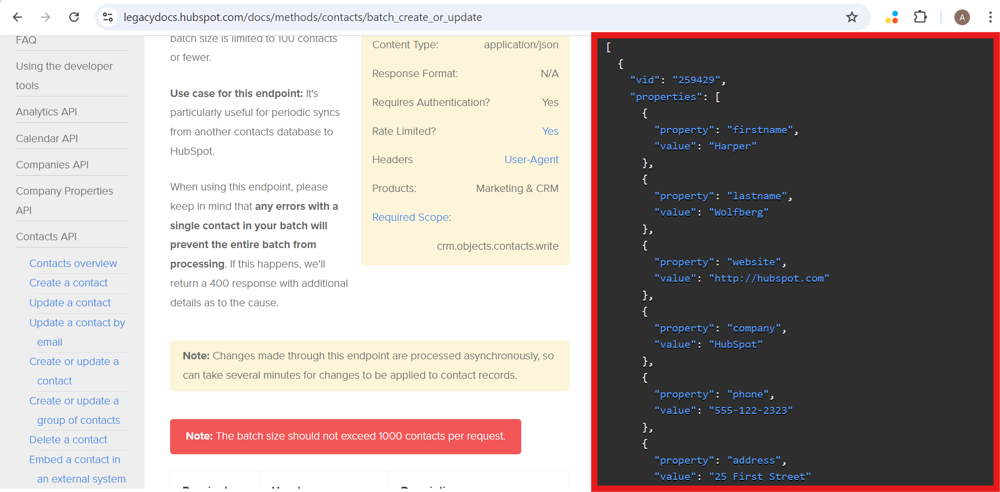 legacydocs.hubspot.com/docs/methods/contacts/batch_create_or_update
A
FAQ
Using the developer
tools
Analytics API
Calendar API
Companies API
Company Properties
API
Contacts API
Contacts overview
Create a contact
Update a contact
Update a contact by
email
Create or update a
contact
Create or update a
group of contacts
Delete a contact
Embed a contact in
an external system
batch size is limited to 100 contacts
or fewer.
Use case for this endpoint: It's
particularly useful for periodic syncs
from another contacts database to
HubSpot.
When using this endpoint, please
keep in mind that any errors with a
single contact in your batch will
prevent the entire batch from
processing. If this happens, we'll
return a 400 response with additional
details as to the cause.
Content Type: application/json
Response Format: N/A
Requires Authentication? Yes
Rate Limited? Yes
Headers User-Agent
Products: Marketing & CRM
Required Scope:
crm.objects.contacts.write
Note: Changes made through this endpoint are processed asynchronously, so
can take several minutes for changes to be applied to contact records.
Note: The batch size should not exceed 1000 contacts per request.
[
{
"vid": "259429",
"properties": [
{
"property": "firstname",
"value": "Harper"
},
{
"property": "lastname",
"value": "Wolfberg"
},
{
"property": "website",
"value": "http://hubspot.com"
},
{
"property": "company",
"value": "HubSpot"
},
{
"property": "phone",
"value": "555-122-2323"
},
{
"property": "address",
"value": "25 First Street"